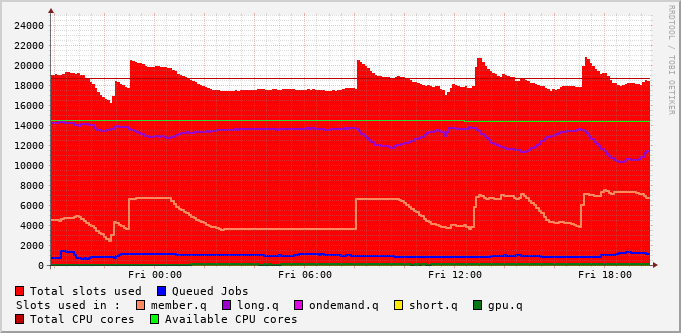 24000
22000
20000
18000
16000
14000
12000
10000
8000
6000
4000
2000
0
Fri 00:00 Fri 06:00 Fri 12:00 Fri 18:00
RRDTOOL / TOBI OETIKER
Total slots used Queued Jobs
Slots used in : member.q long.q ondemand.q short.q gpu.q
Total CPU cores Available CPU cores